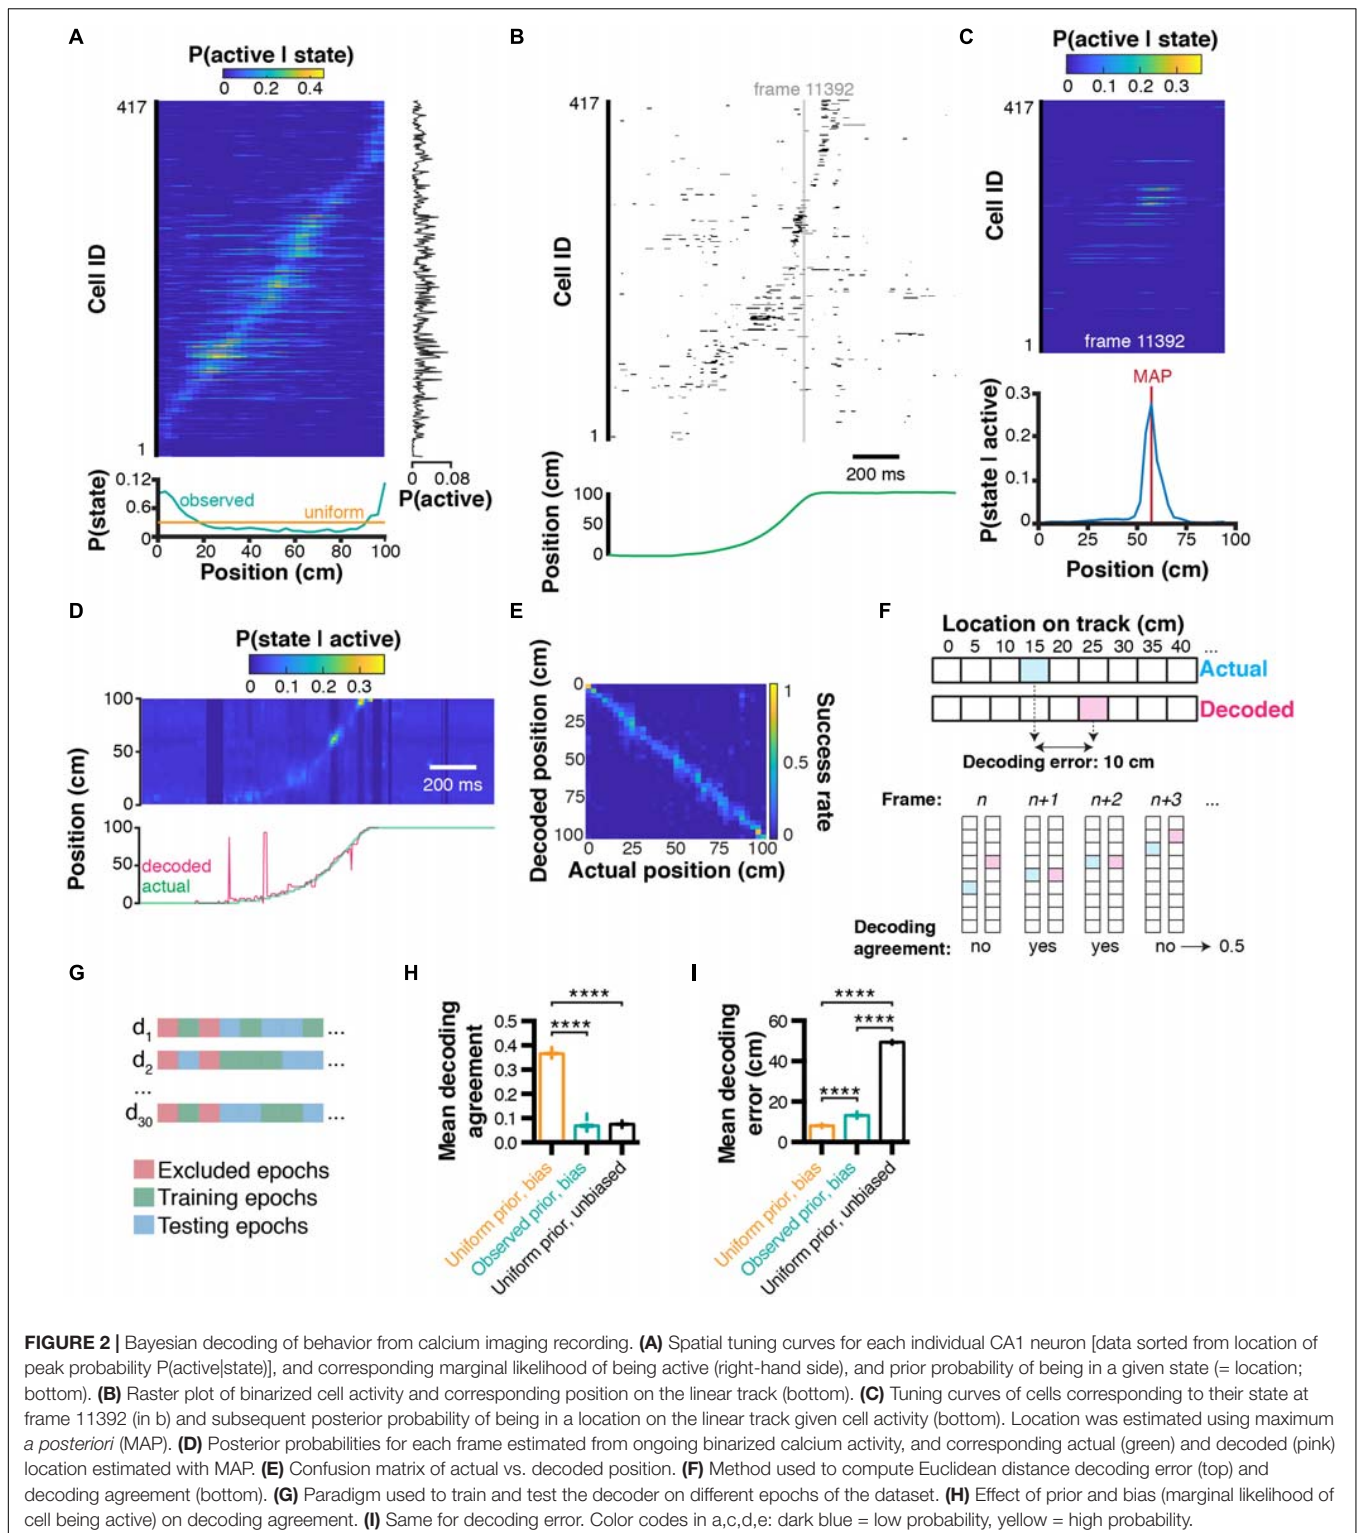 A
P(active | state)
0 0.2 0.4
417
Cell ID
1
0 0.08
P(active)
P(state)
0.12
0.6
0
observed
uniform
0 20 40 60 80 100
Position (cm)
B
frame 11392
417
Cell ID
1
200 ms
Position (cm)
100
50
0
C
P(active | state)
0 0.1 0.2 0.3
417
Cell ID
1
frame 11392
MAP
P(state | active)
0.3
0.2
0.1
0
0 25 50 75 100
Position (cm)
D
P(state | active)
0 0.1 0.2 0.3
100
50
0
200 ms
Position (cm)
100
50
0
decoded
actual
E
Decoded position (cm)
0
25
50
75
100
0 25 50 75 100
Actual position (cm)
1
0.5
0
Success rate
F
Location on track (cm)
0 5 10 15 20 25 30 35 40 ...
Actual
Decoded
Decoding error: 10 cm
Frame: n n+1 n+2 n+3 ...
Decoding
agreement: no yes yes no 0.5
G
d1 ...
d2 ...
...
d30 ...
Excluded epochs
Training epochs
Testing epochs
H
Mean decoding
agreement
0.5
0.4
0.3
0.2
0.1
0.0
****
****
Uniform prior, bias
Observed prior, bias
Uniform prior, unbiased
I
Mean decoding
error (cm)
60
40
20
0
****
****
****
Uniform prior, bias
Observed prior, bias
Uniform prior, unbiased
FIGURE 2 | Bayesian decoding of behavior from calcium imaging recording. (A) Spatial tuning curves for each individual CA1 neuron [data sorted from location of
peak probability P(active|state)], and corresponding marginal likelihood of being active (right-hand side), and prior probability of being in a given state (= location;
bottom). (B) Raster plot of binarized cell activity and corresponding position on the linear track (bottom). (C) Tuning curves of cells corresponding to their state at
frame 11392 (in b) and subsequent posterior probability of being in a location on the linear track given cell activity (bottom). Location was estimated using maximum
a posteriori (MAP). (D) Posterior probabilities for each frame estimated from ongoing binarized calcium activity, and corresponding actual (green) and decoded (pink)
location estimated with MAP. (E) Confusion matrix of actual vs. decoded position. (F) Method used to compute Euclidean distance decoding error (top) and
decoding agreement (bottom). (G) Paradigm used to train and test the decoder on different epochs of the dataset. (H) Effect of prior and bias (marginal likelihood of
cell being active) on decoding agreement. (I) Same for decoding error. Color codes in a,c,d,e: dark blue = low probability, yellow = high probability.